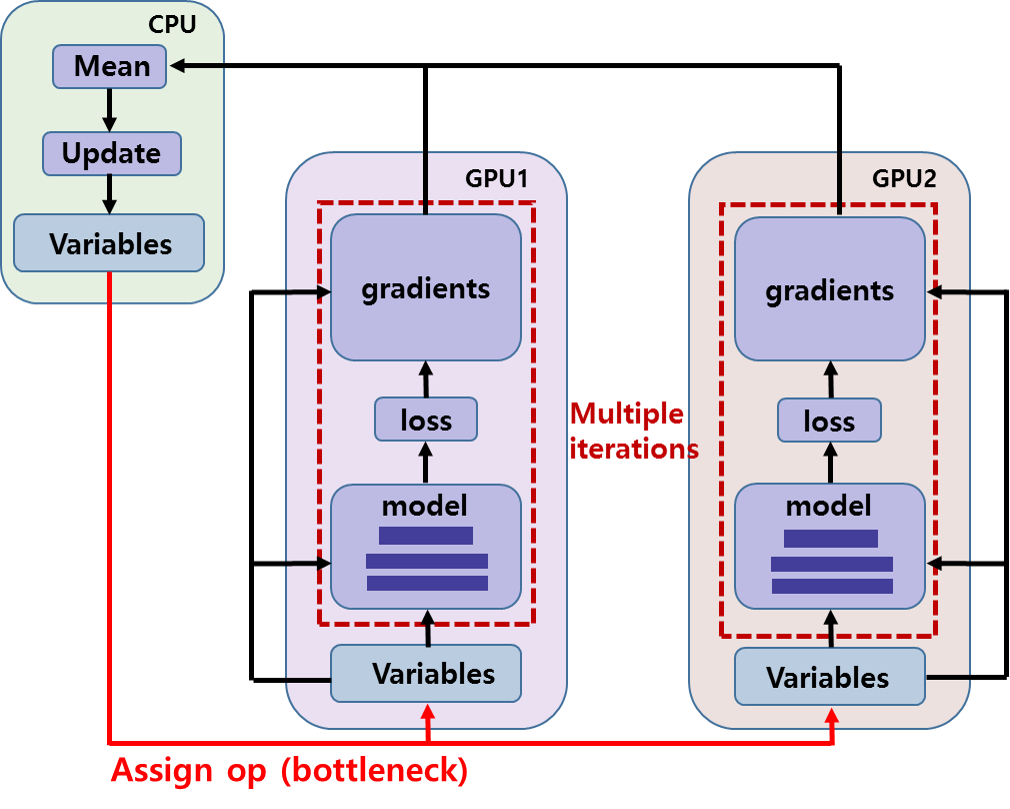 CPU
Mean
Update
Variables
GPU1
gradients
loss
model
Variables
Multiple
iterations
GPU2
gradients
loss
model
Variables
Assign op (bottleneck)